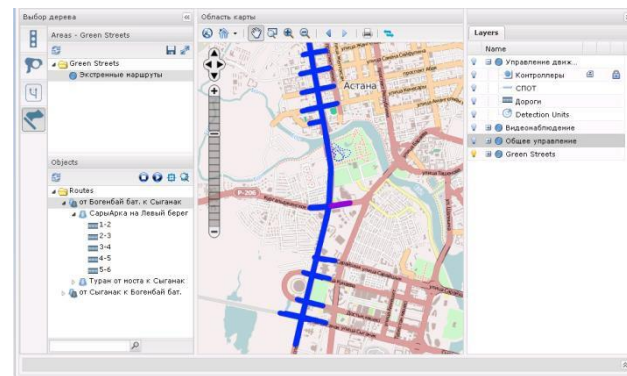 Выбор дерева
Areas - Green Streets
Green Streets
Экстренные маршруты
Objects
Routes
от Богенбай бат. к Сыганак
СарыАрка на Левый берег
1-2
2-3
3-4
4-5
5-6
Туран от моста к Сыганак
от Сыганак к Богенбай бат.
Область карты
Астана
Р-206
Layers
Name
Управление движ...
Контроллеры
СПОТ
Дороги
Detection Units
Видеонаблюдение
Общее управление
Green Streets